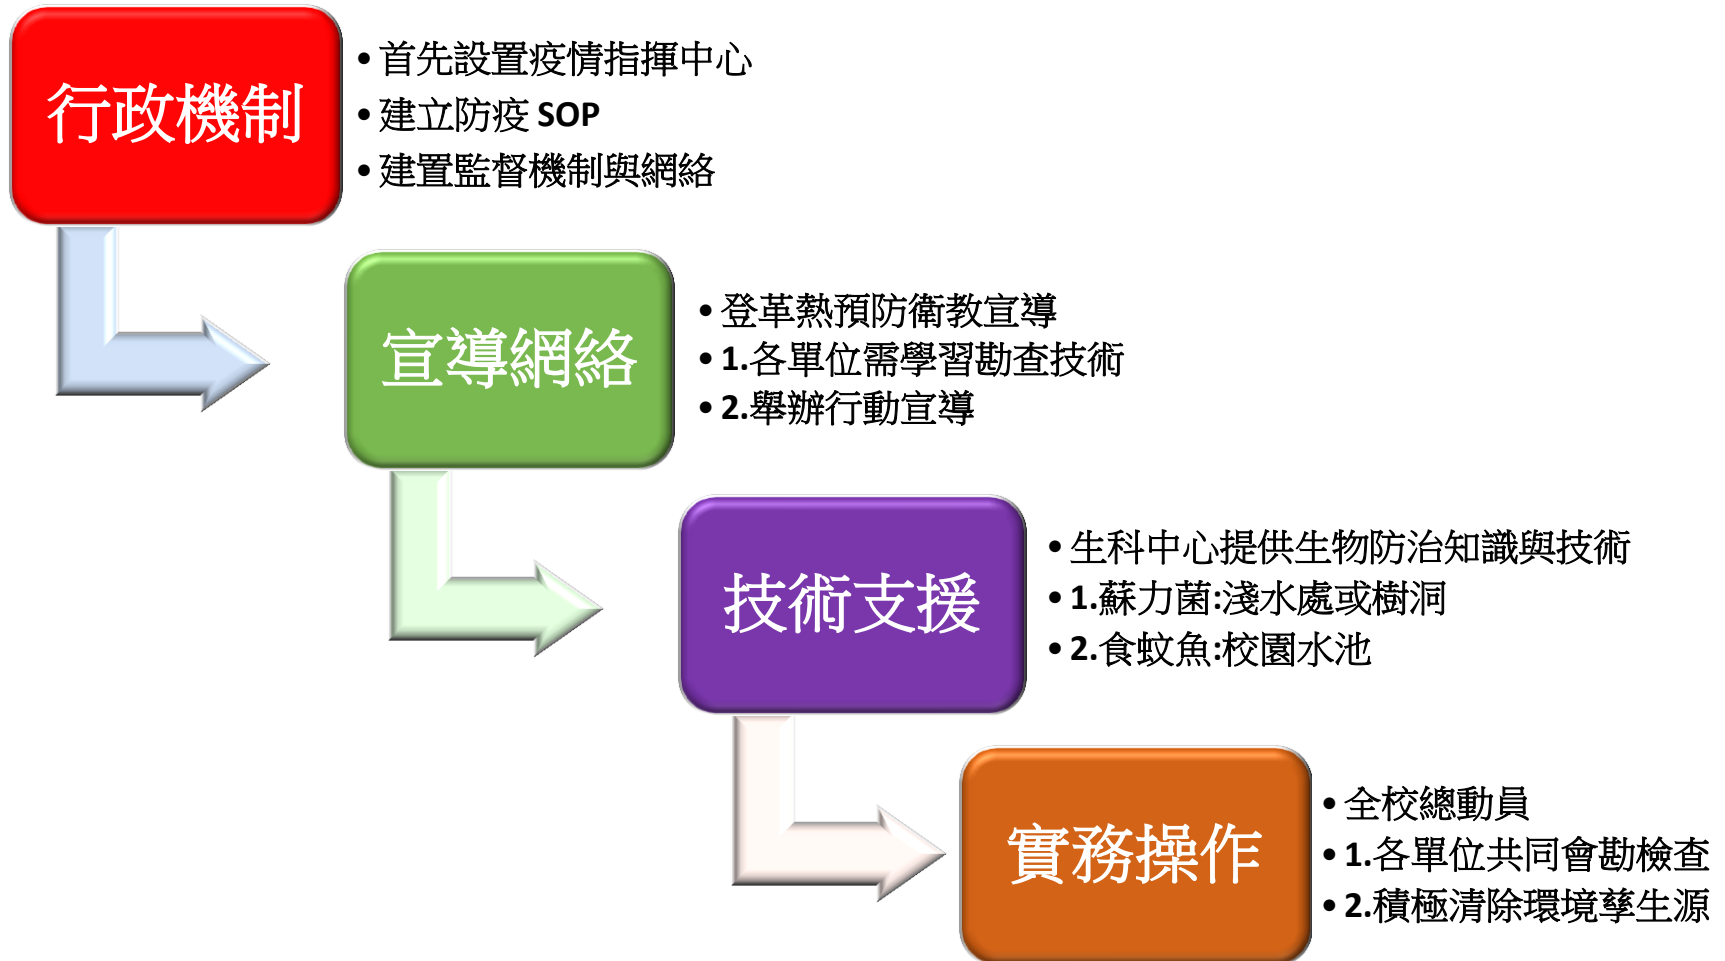 行政機制
•首先設置疫情指揮中心
•建立防疫 SOP
•建置監督機制與網絡
宣導網絡
•登革熱預防衛教宣導
•1.各單位需學習勘查技術
•2.舉辦行動宣導
技術支援
•生科中心提供生物防治知識與技術
•1.蘇力菌:淺水處或樹洞
•2.食蚊魚:校園水池
實務操作
•全校總動員
•1.各單位共同會勘檢查
•2.積極清除環境孳生源